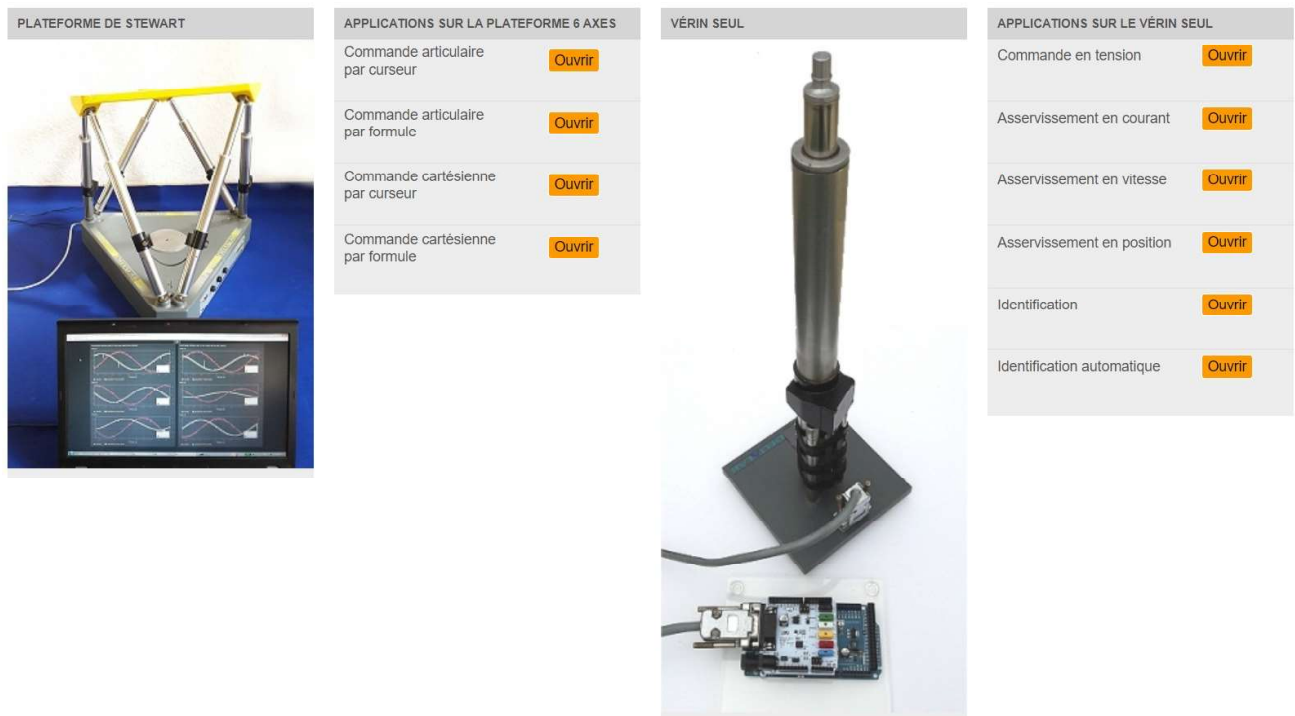 PLATEFORME DE STEWART
APPLICATIONS SUR LA PLATEFORME 6 AXES
Commande articulaire
par curseur
Ouvrir
Commande articulaire
par formule
Ouvrir
Commande cartésienne
par curseur
Ouvrir
Commande cartésienne
par formule
Ouvrir
VÉRIN SEUL
APPLICATIONS SUR LE VÉRIN SEUL
Commande en tension
Ouvrir
Asservissement en courant
Ouvrir
Asservissement en vitesse
Ouvrir
Asservissement en position
Ouvrir
Identification
Ouvrir
Identification automatique
Ouvrir